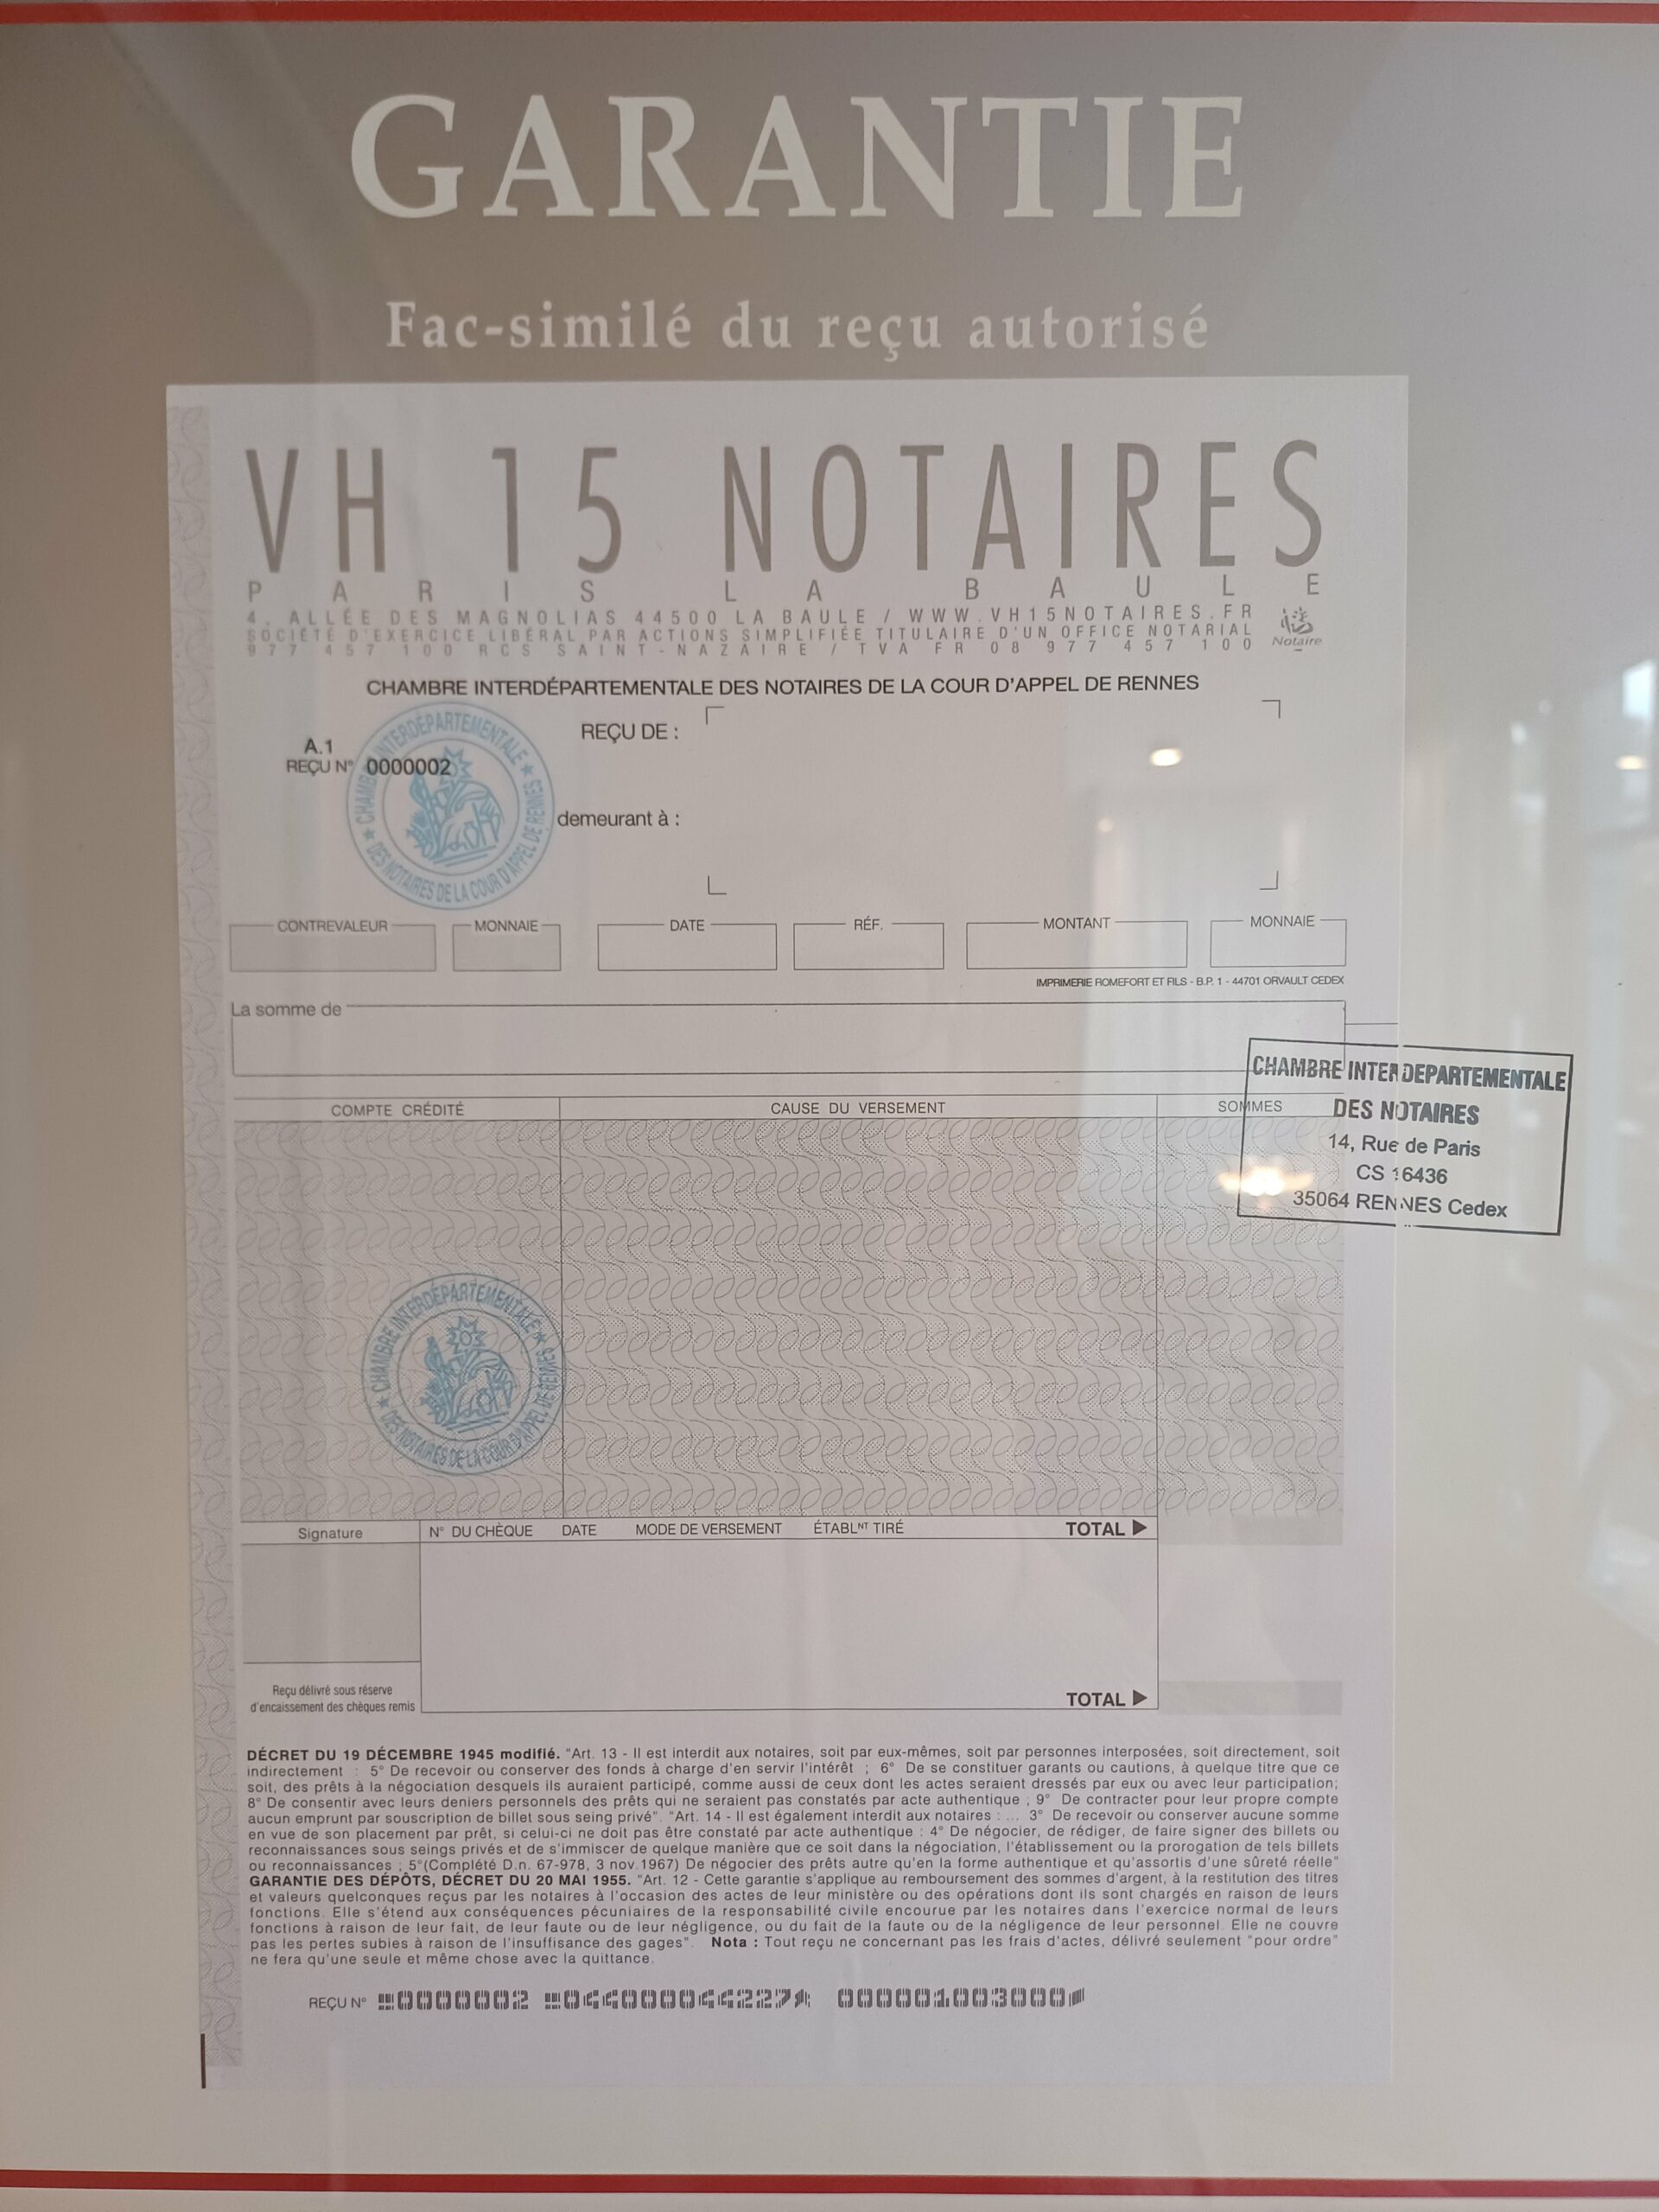 GARANTIE
Fac-similé du reçu autorisé
VH 15 NOTAIRES
PARIS LA BAULE
4, ALLÉE DES MAGNOLIAS 44500 LA BAULE / WWW.VH15NOTAIRES.FR
SOCIÉTÉ D'EXERCICE LIBÉRAL PAR ACTIONS SIMPLIFIÉE TITULAIRE D'UN OFFICE NOTARIAL
977 457 100 RCS SAINT-NAZAIRE / TVA FR 08 977 457 100
Notaire
CHAMBRE INTERDÉPARTEMENTALE DES NOTAIRES DE LA COUR D'APPEL DE RENNES
REÇU DE :
A.1
REÇU N° 0000002
★ CHAMBRE INTERDÉPARTEMENTALE ★ DES NOTAIRES DE LA COUR D'APPEL DE RENNES
demeurant à :
CONTREVALEUR MONNAIE DATE RÉF. MONTANT MONNAIE
IMPRIMERIE ROMEFORT ET FILS - B.P. 1 - 44701 ORVAULT CEDEX
La somme de
CHAMBRE INTERDEPARTEMENTALE
DES NOTAIRES
14, Rue de Paris
CS 16436
35064 RENNES Cedex
COMPTE CRÉDITÉ CAUSE DU VERSEMENT SOMMES
★ CHAMBRE INTERDÉPARTEMENTALE ★ DES NOTAIRES DE LA COUR D'APPEL DE RENNES
Signature N° DU CHÈQUE DATE MODE DE VERSEMENT ÉTABLNT TIRÉ TOTAL ▶
Reçu délivré sous réserve
d'encaissement des chèques remis
TOTAL ▶
DÉCRET DU 19 DÉCEMBRE 1945 modifié. "Art. 13 - Il est interdit aux notaires, soit par eux-mêmes, soit par personnes interposées, soit directement, soit
indirectement : 5° De recevoir ou conserver des fonds à charge d'en servir l'intérêt ; 6° De se constituer garants ou cautions, à quelque titre que ce
soit, des prêts à la négociation desquels ils auraient participé, comme aussi de ceux dont les actes seraient dressés par eux ou avec leur participation;
8° De consentir avec leurs deniers personnels des prêts qui ne seraient pas constatés par acte authentique ; 9° De contracter pour leur propre compte
aucun emprunt par souscription de billet sous seing privé". "Art. 14 - Il est également interdit aux notaires : ... 3° De recevoir ou conserver aucune somme
en vue de son placement par prêt, si celui-ci ne doit pas être constaté par acte authentique : 4° De négocier, de rédiger, de faire signer des billets ou
reconnaissances sous seings privés et de s'immiscer de quelque manière que ce soit dans la négociation, l'établissement ou la prorogation de tels billets
ou reconnaissances ; 5°(Complété D.n. 67-978, 3 nov.1967) De négocier des prêts autre qu'en la forme authentique et qu'assortis d'une sûreté réelle"
GARANTIE DES DÉPÔTS, DÉCRET DU 20 MAI 1955. "Art. 12 - Cette garantie s'applique au remboursement des sommes d'argent, à la restitution des titres
et valeurs quelconques reçus par les notaires à l'occasion des actes de leur ministère ou des opérations dont ils sont chargés en raison de leurs
fonctions. Elle s'étend aux conséquences pécuniaires de la responsabilité civile encourue par les notaires dans l'exercice normal de leurs
fonctions à raison de leur fait, de leur faute ou de leur négligence, ou du fait de la faute ou de la négligence de leur personnel. Elle ne couvre
pas les pertes subies à raison de l'insuffisance des gages". Nota : Tout reçu ne concernant pas les frais d'actes, délivré seulement "pour ordre"
ne fera qu'une seule et même chose avec la quittance.
REÇU N° 0000002 044000044227 000001003000